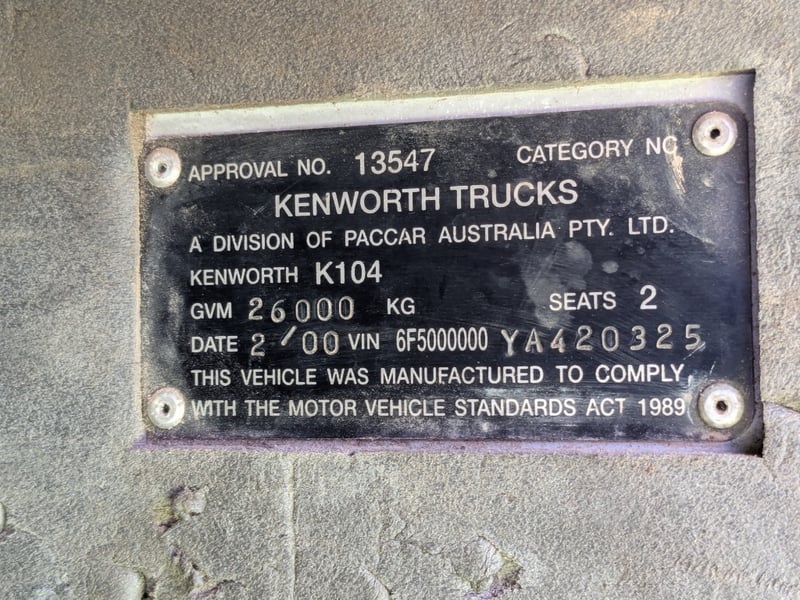 APPROVAL NO. 13547 CATEGORY NC
KENWORTH TRUCKS
A DIVISION OF PACCAR AUSTRALIA PTY. LTD.
KENWORTH K104
GVM 26000 KG SEATS 2
DATE 2/00 VIN 6F5000000 YA420325
THIS VEHICLE WAS MANUFACTURED TO COMPLY
WITH THE MOTOR VEHICLE STANDARDS ACT 1989